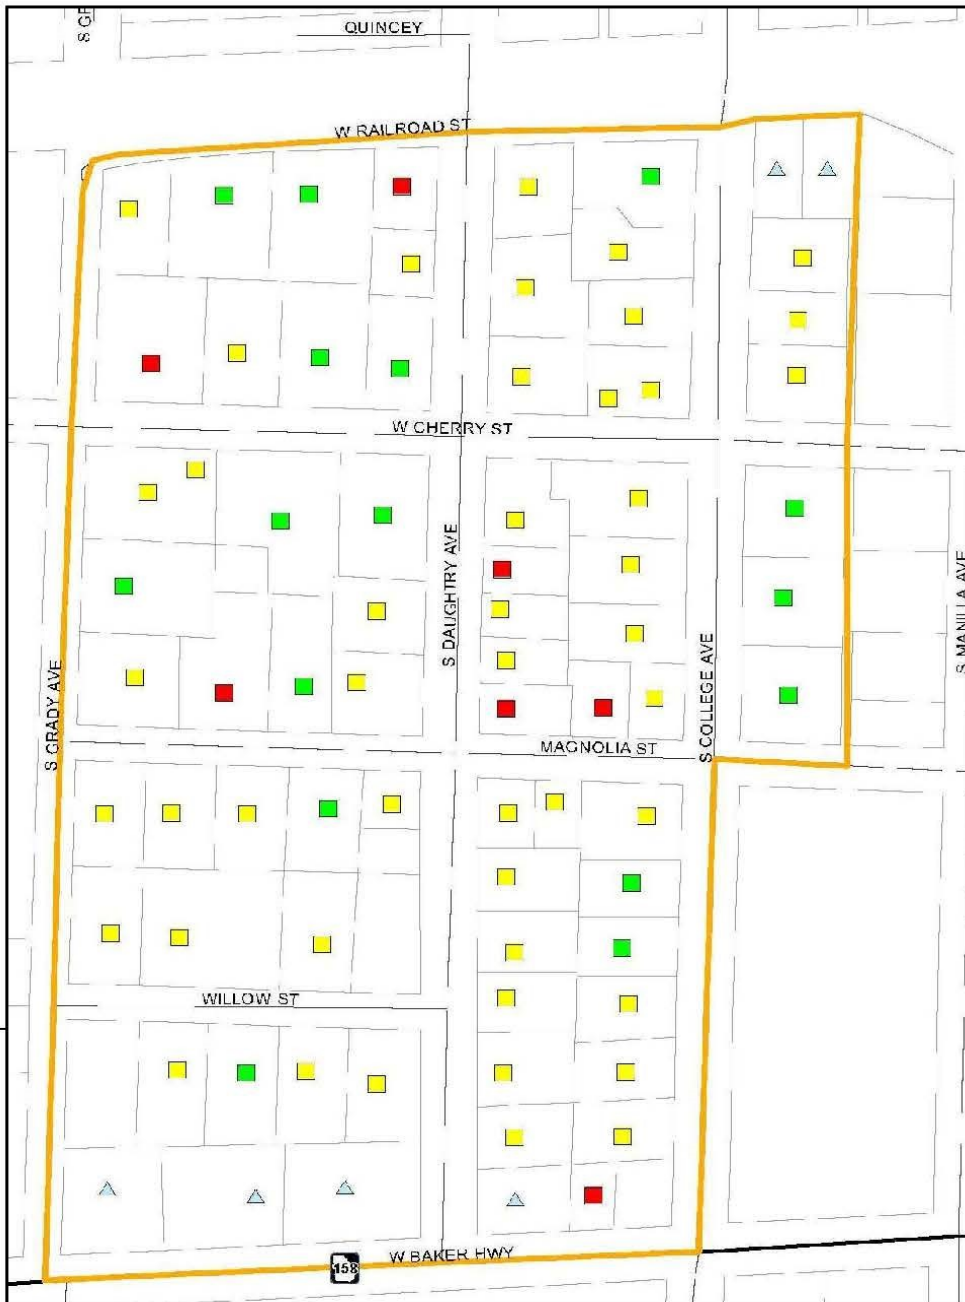 QUINCEY
W RAILROAD ST
W CHERRY ST
S DAUGHTRY AVE
S MANILLA AVE
S GRADY AVE
S COLLEGE AVE
MAGNOLIA ST
WILLOW ST
W BAKER HWY
158